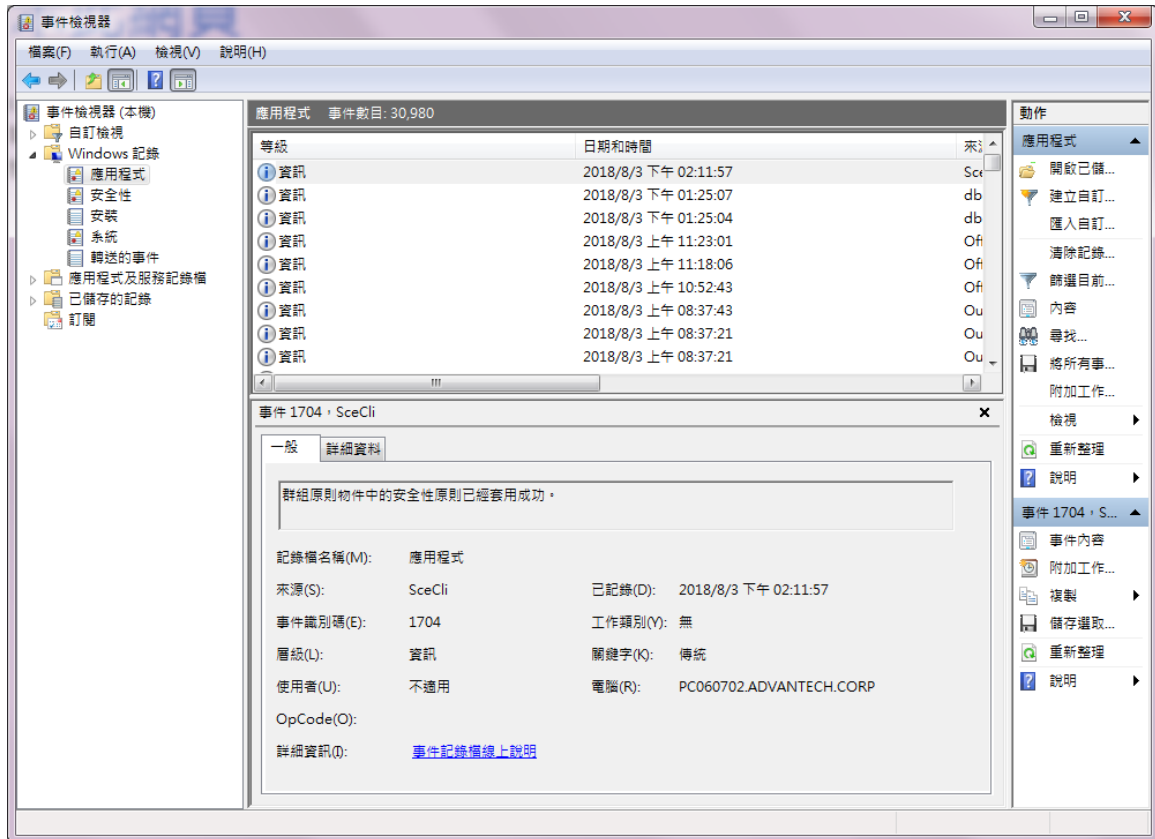 事件檢視器
檔案(F) 執行(A) 檢視(V) 說明(H)
事件檢視器 (本機)
自訂檢視
Windows 記錄
應用程式
安全性
安裝
系統
轉送的事件
應用程式及服務記錄檔
已儲存的記錄
訂閱
應用程式 事件數目: 30,980
等級 日期和時間
資訊 2018/8/3 下午 02:11:57 Sce
資訊 2018/8/3 下午 01:25:07 db
資訊 2018/8/3 下午 01:25:04 db
資訊 2018/8/3 上午 11:23:01 Off
資訊 2018/8/3 上午 11:18:06 Off
資訊 2018/8/3 上午 10:52:43 Off
資訊 2018/8/3 上午 08:37:43 Ou
資訊 2018/8/3 上午 08:37:21 Ou
資訊 2018/8/3 上午 08:37:21 Ou
事件 1704，SceCli
一般 詳細資料
群組原則物件中的安全性原則已經套用成功。
記錄檔名稱(M): 應用程式
來源(S): SceCli 已記錄(D): 2018/8/3 下午 02:11:57
事件識別碼(E): 1704 工作類別(Y): 無
層級(L): 資訊 關鍵字(K): 傳統
使用者(U): 不適用 電腦(R): PC060702.ADVANTECH.CORP
OpCode(O):
詳細資訊(I): 事件記錄檔線上說明
動作
應用程式
開啟已儲...
建立自訂...
匯入自訂...
清除記錄...
篩選目前...
內容
尋找...
將所有事...
附加工作...
檢視
重新整理
說明
事件 1704，S...
事件內容
附加工作...
複製
儲存選取...
重新整理
說明